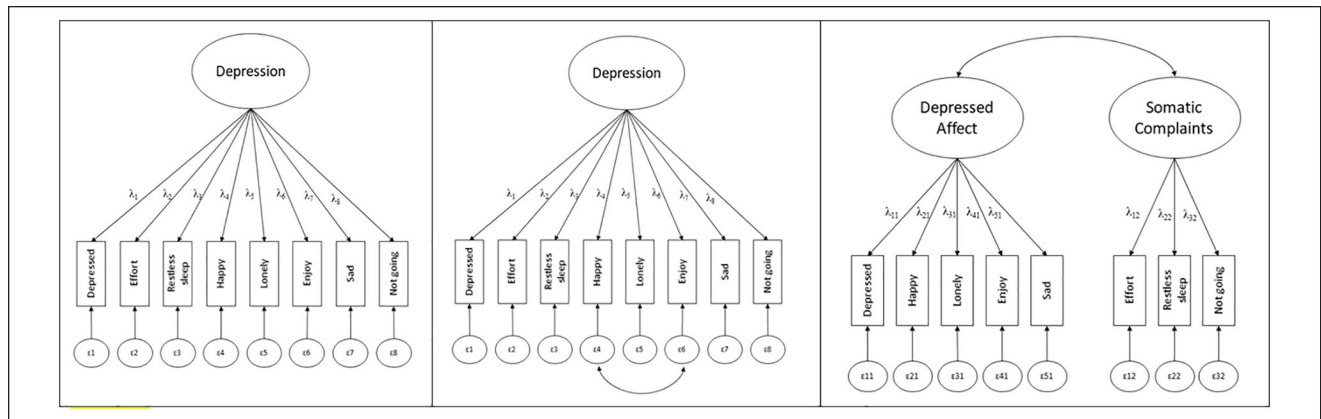 Depression
λ1 λ2 λ3 λ4 λ5 λ6 λ7 λ8
Depressed
Effort
Restless
sleep
Happy
Lonely
Enjoy
Sad
Not going
ε1 ε2 ε3 ε4 ε5 ε6 ε7 ε8
Depression
λ1 λ2 λ3 λ4 λ5 λ6 λ7 λ8
Depressed
Effort
Restless
sleep
Happy
Lonely
Enjoy
Sad
Not going
ε1 ε2 ε3 ε4 ε5 ε6 ε7 ε8
Depressed
Affect
λ11 λ21 λ31 λ41 λ51
Depressed
Happy
Lonely
Enjoy
Sad
ε11 ε21 ε31 ε41 ε51
Somatic
Complaints
λ12 λ22 λ32
Effort
Restless
sleep
Not going
ε12 ε22 ε32